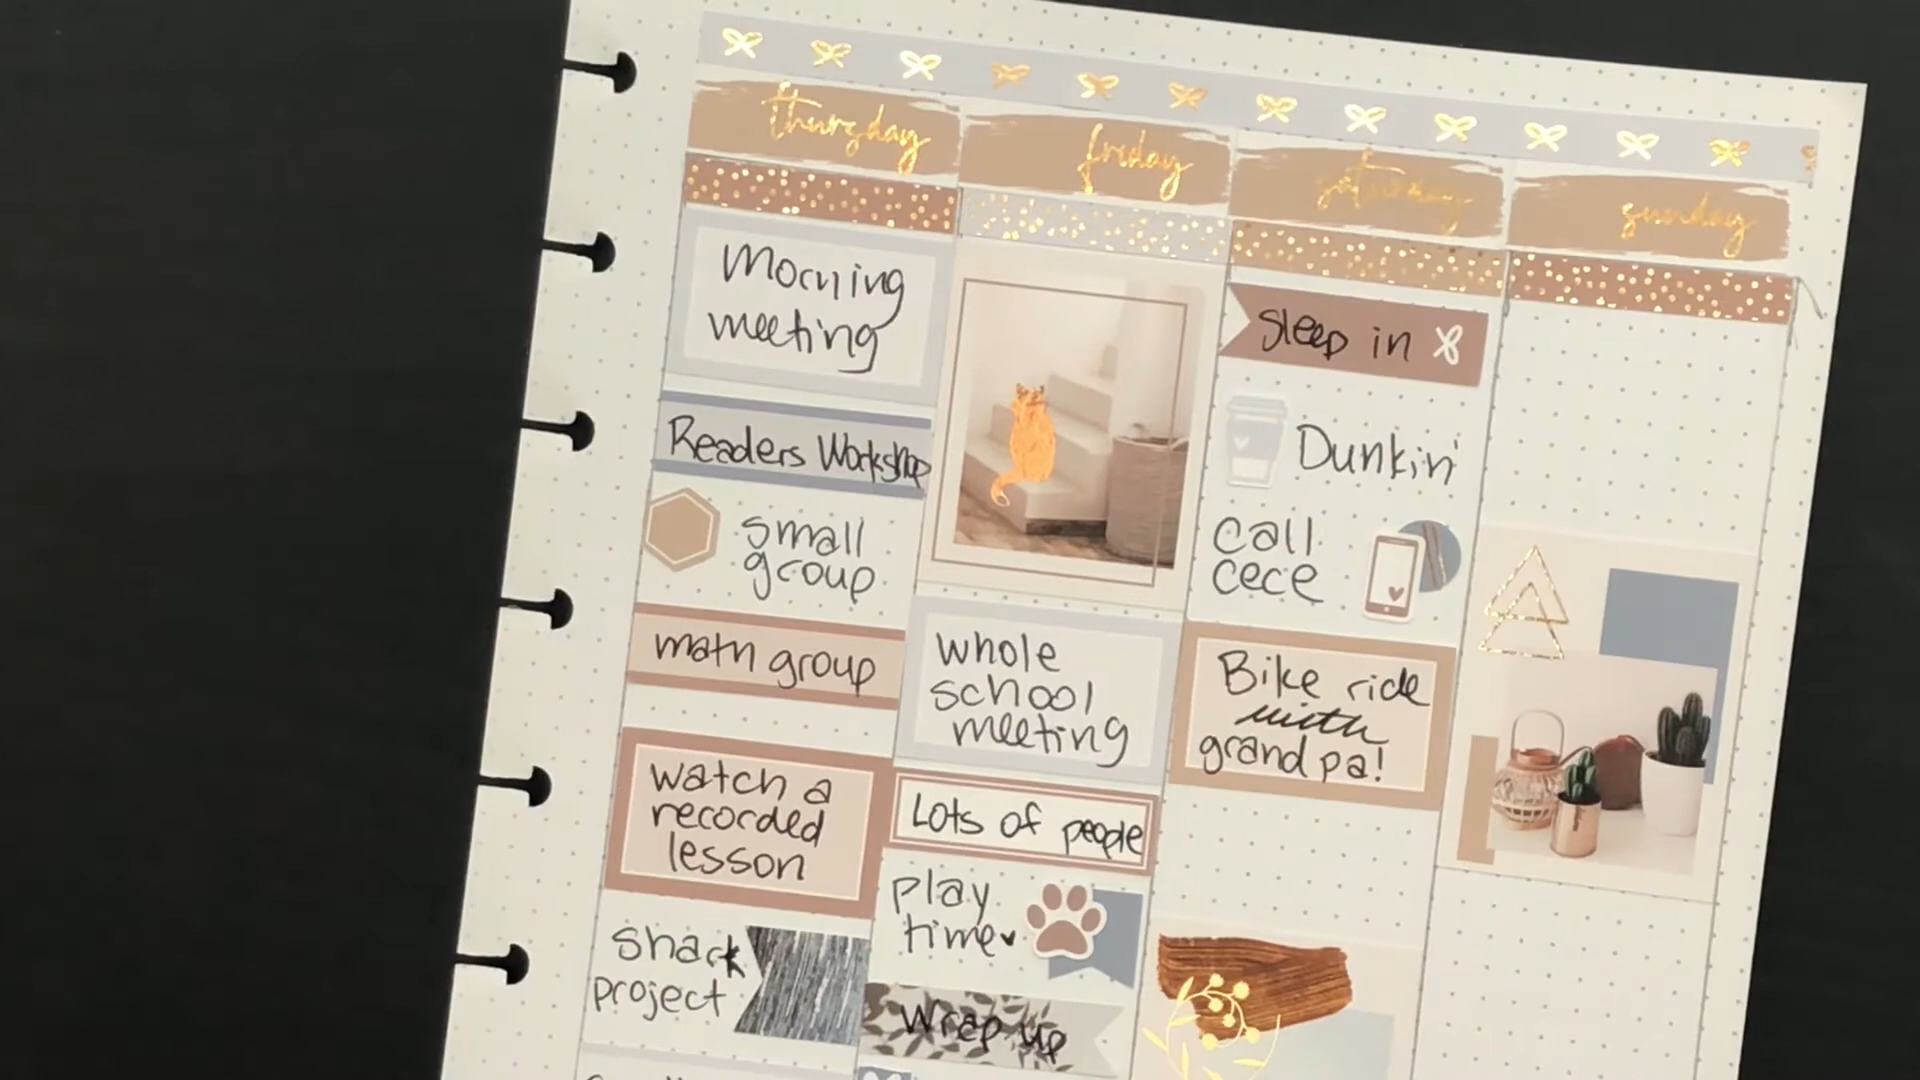 thursday
friday
saturday
sunday
Morning
meeting
Readers Workshop
small
group
math group
watch a
recorded
lesson
shark
project
whole
school
meeting
Lots of people
play
time
Wrap up
sleep in
Dunkin'
call
cece
Bike ride
with
grandpa!